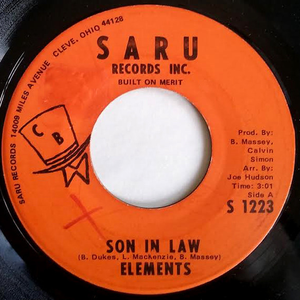 SARU RECORDS 14009 MILES AVENUE CLEVE, OHIO 44128
SARU
RECORDS INC.
BUILT ON MERIT
C B
Prod. By:
B. Massey,
Calvin
Simon
Arr. By:
Joe Hudson
Time: 3:01
Side A
S 1223
SON IN LAW
(B. Dukes, L. Mackenzie, B. Massey)
ELEMENTS